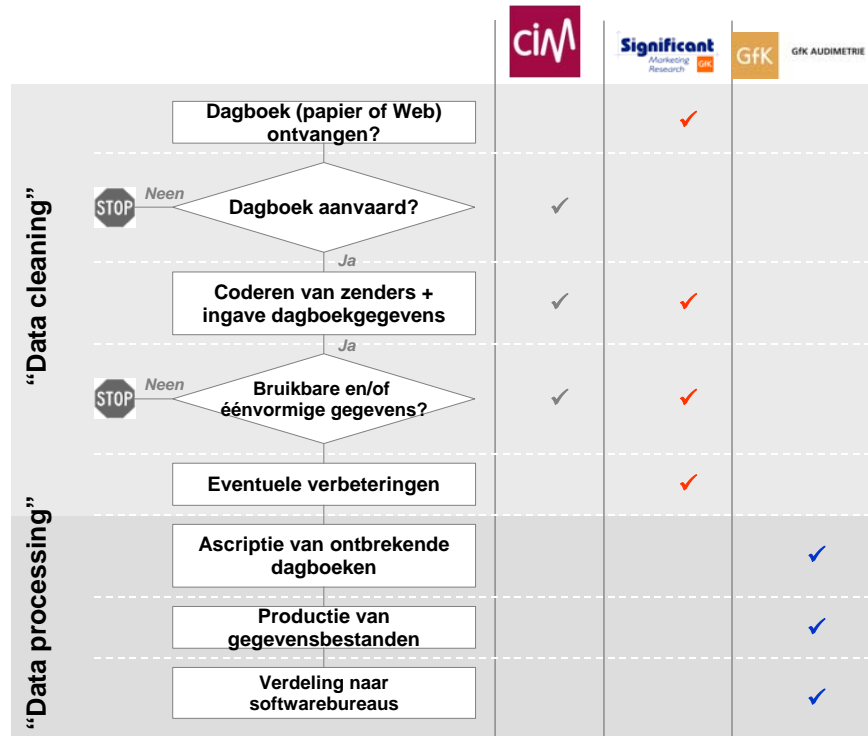 CiM
Significant
Marketing
Research
GfK
GfK
GfK AUDIMETRIE
“Data cleaning”
Dagboek (papier of Web)
ontvangen?
STOP
Neen
Dagboek aanvaard?
Ja
Coderen van zenders +
ingave dagboekgegevens
Ja
STOP
Neen
Bruikbare en/of
éénvormige gegevens?
Eventuele verbeteringen
“Data processing”
Ascriptie van ontbrekende
dagboeken
Productie van
gegevensbestanden
Verdeling naar
softwarebureaus